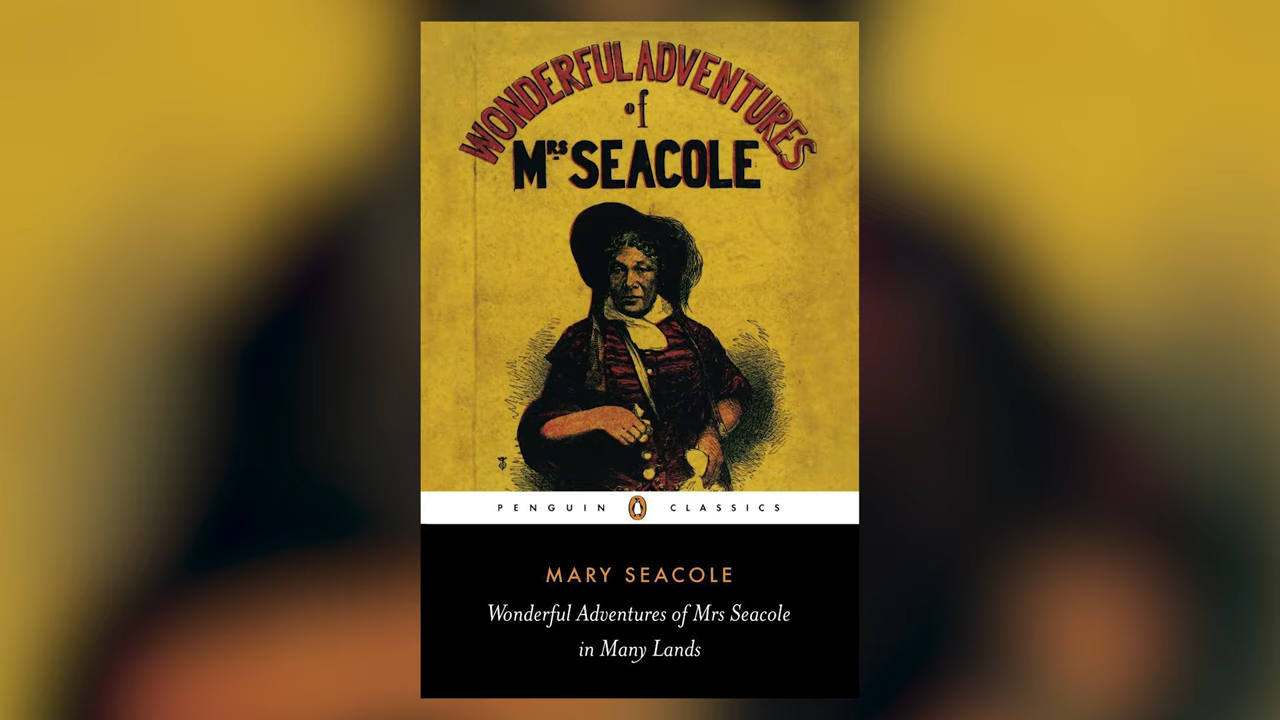 WONDERFUL ADVENTURES
of
MRS SEACOLE
PENGUIN CLASSICS
MARY SEACOLE
Wonderful Adventures of Mrs Seacole
in Many Lands